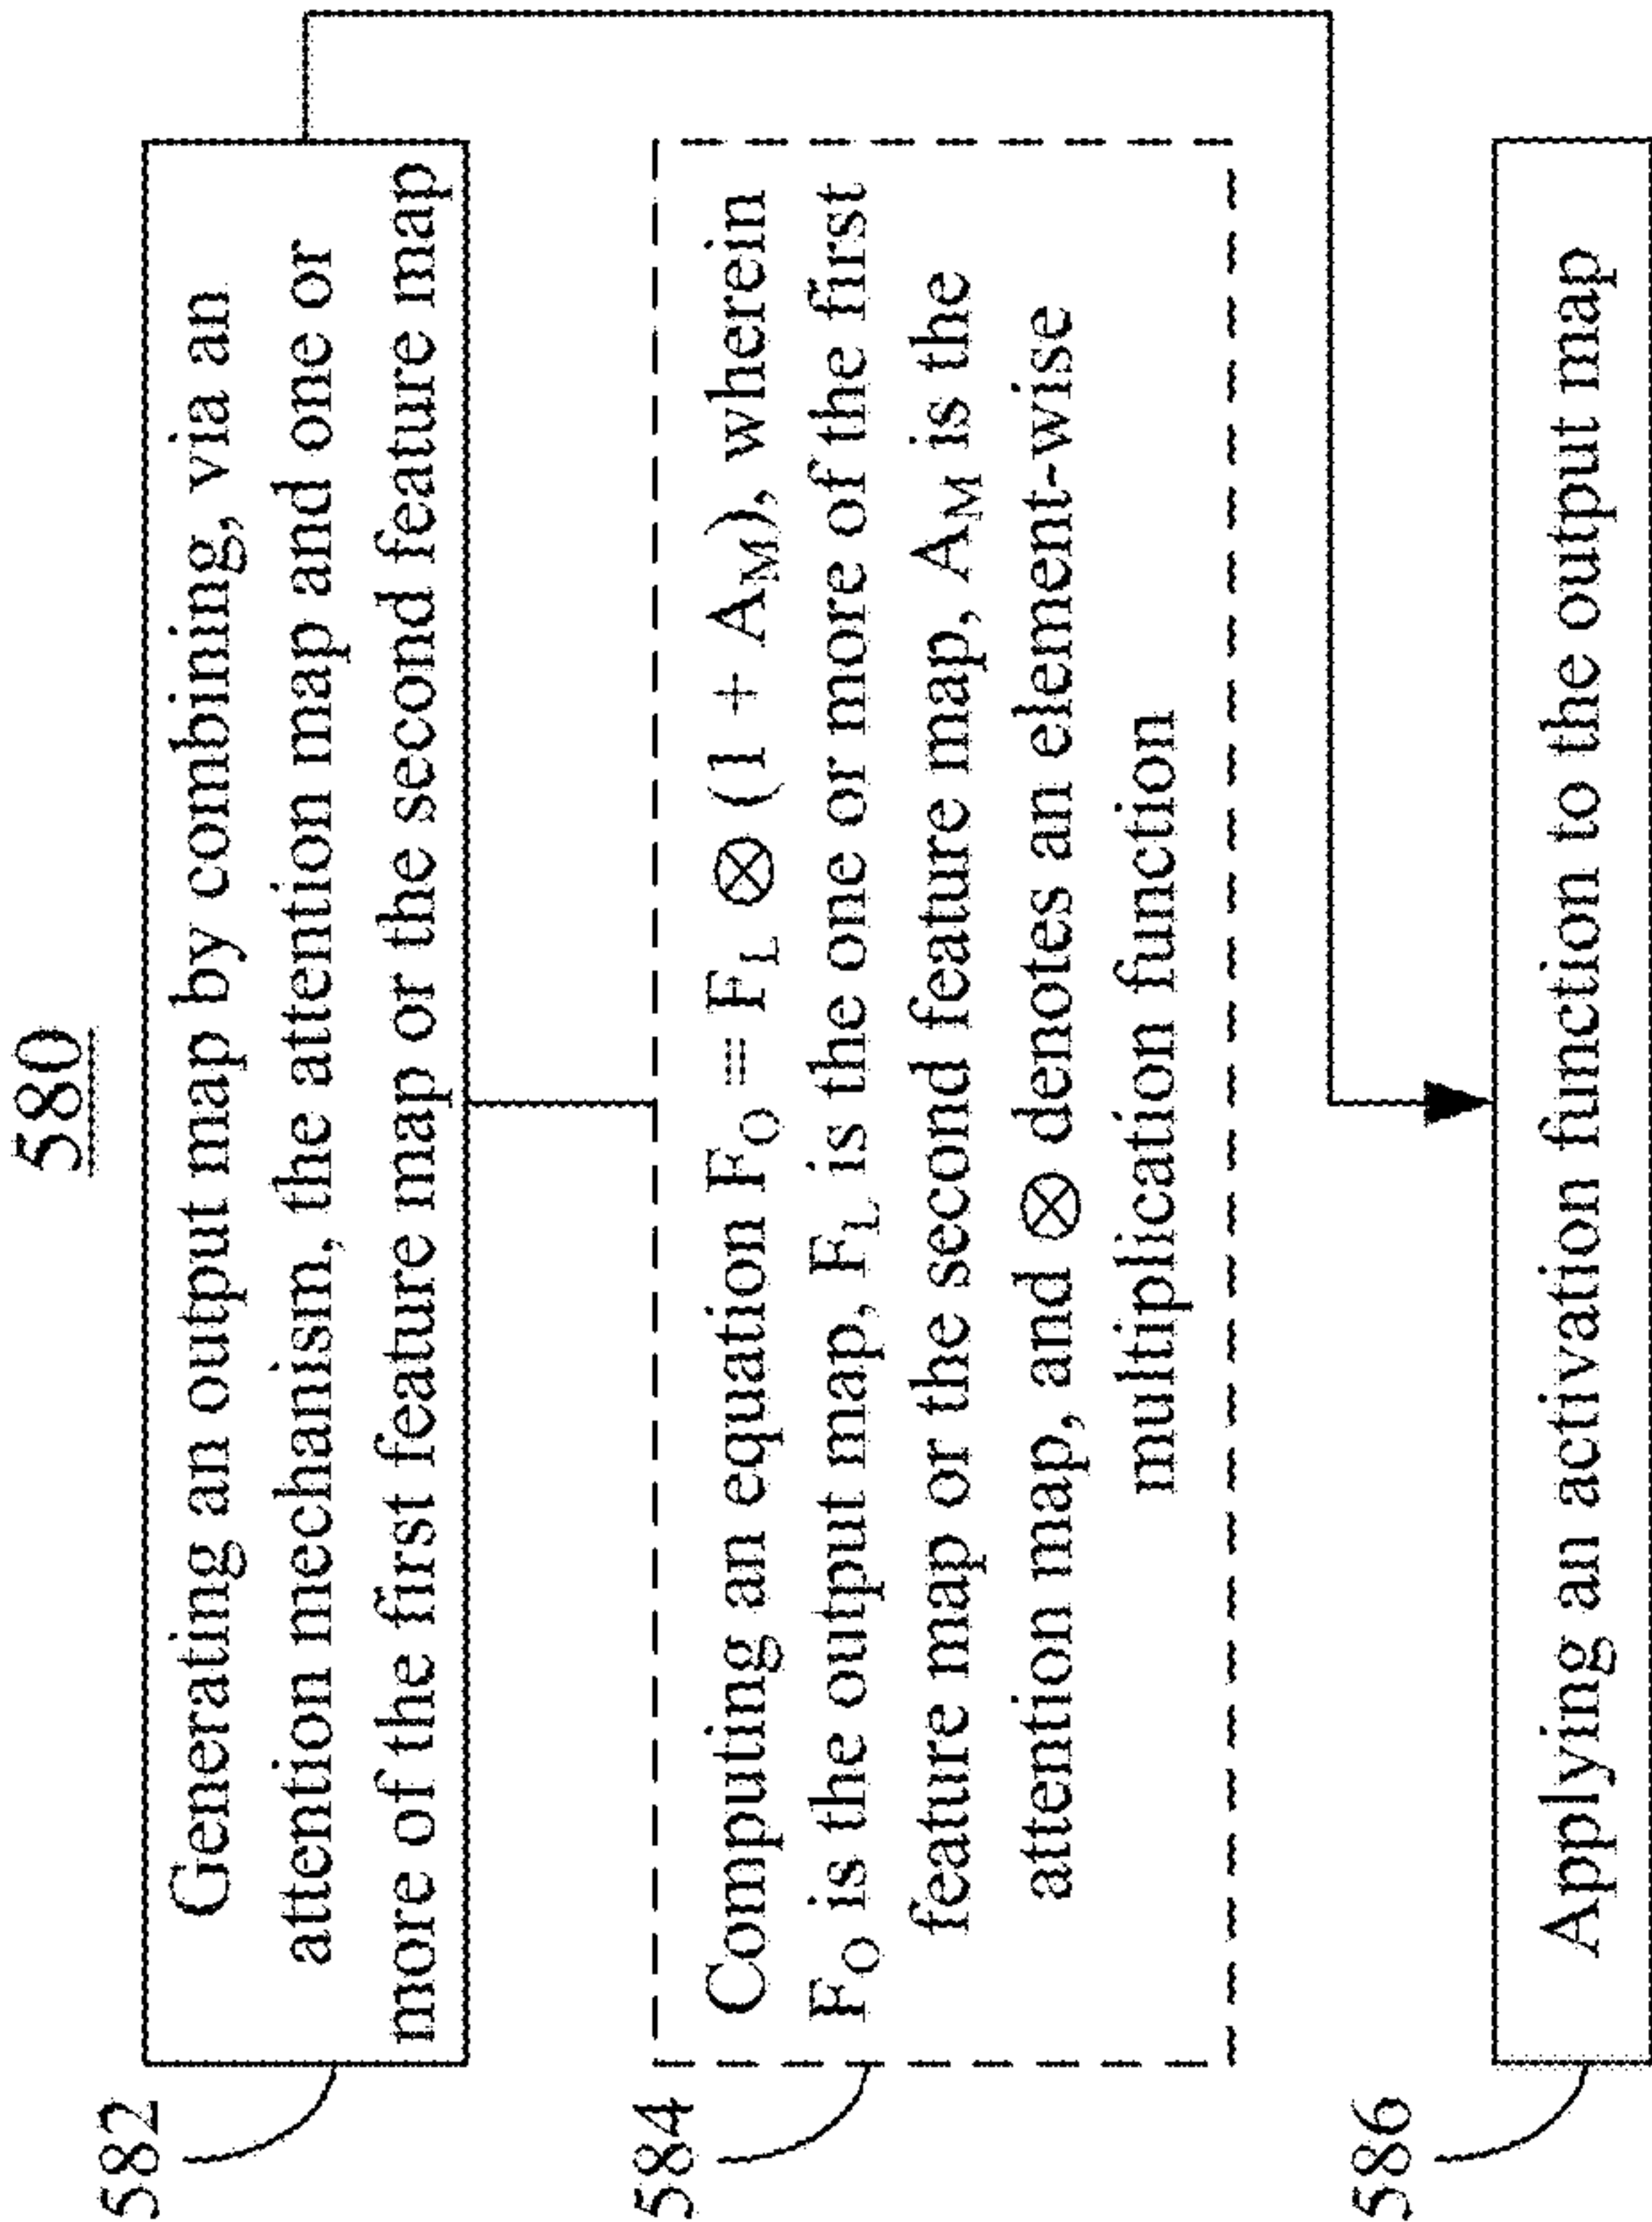 580
582
Generating an output map by combining, via an
attention mechanism, the attention map and one or
more of the first feature map or the second feature map
584
Computing an equation F_O = F_L ⊗ (1 + A_M), wherein
F_O is the output map, F_L is the one or more of the first
feature map or the second feature map, A_M is the
attention map, and ⊗ denotes an element-wise
multiplication function
586
Applying an activation function to the output map